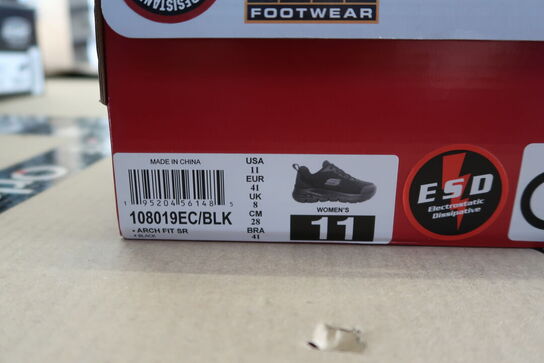 RESISTANT
FOOTWEAR
MADE IN CHINA
1 95204 56148 5
108019EC/BLK
• ARCH FIT SR
• BLACK
USA
11
EUR
41
UK
8
CM
28
BRA
41
WOMEN'S
11
ESD
Electrostatic
Dissipative